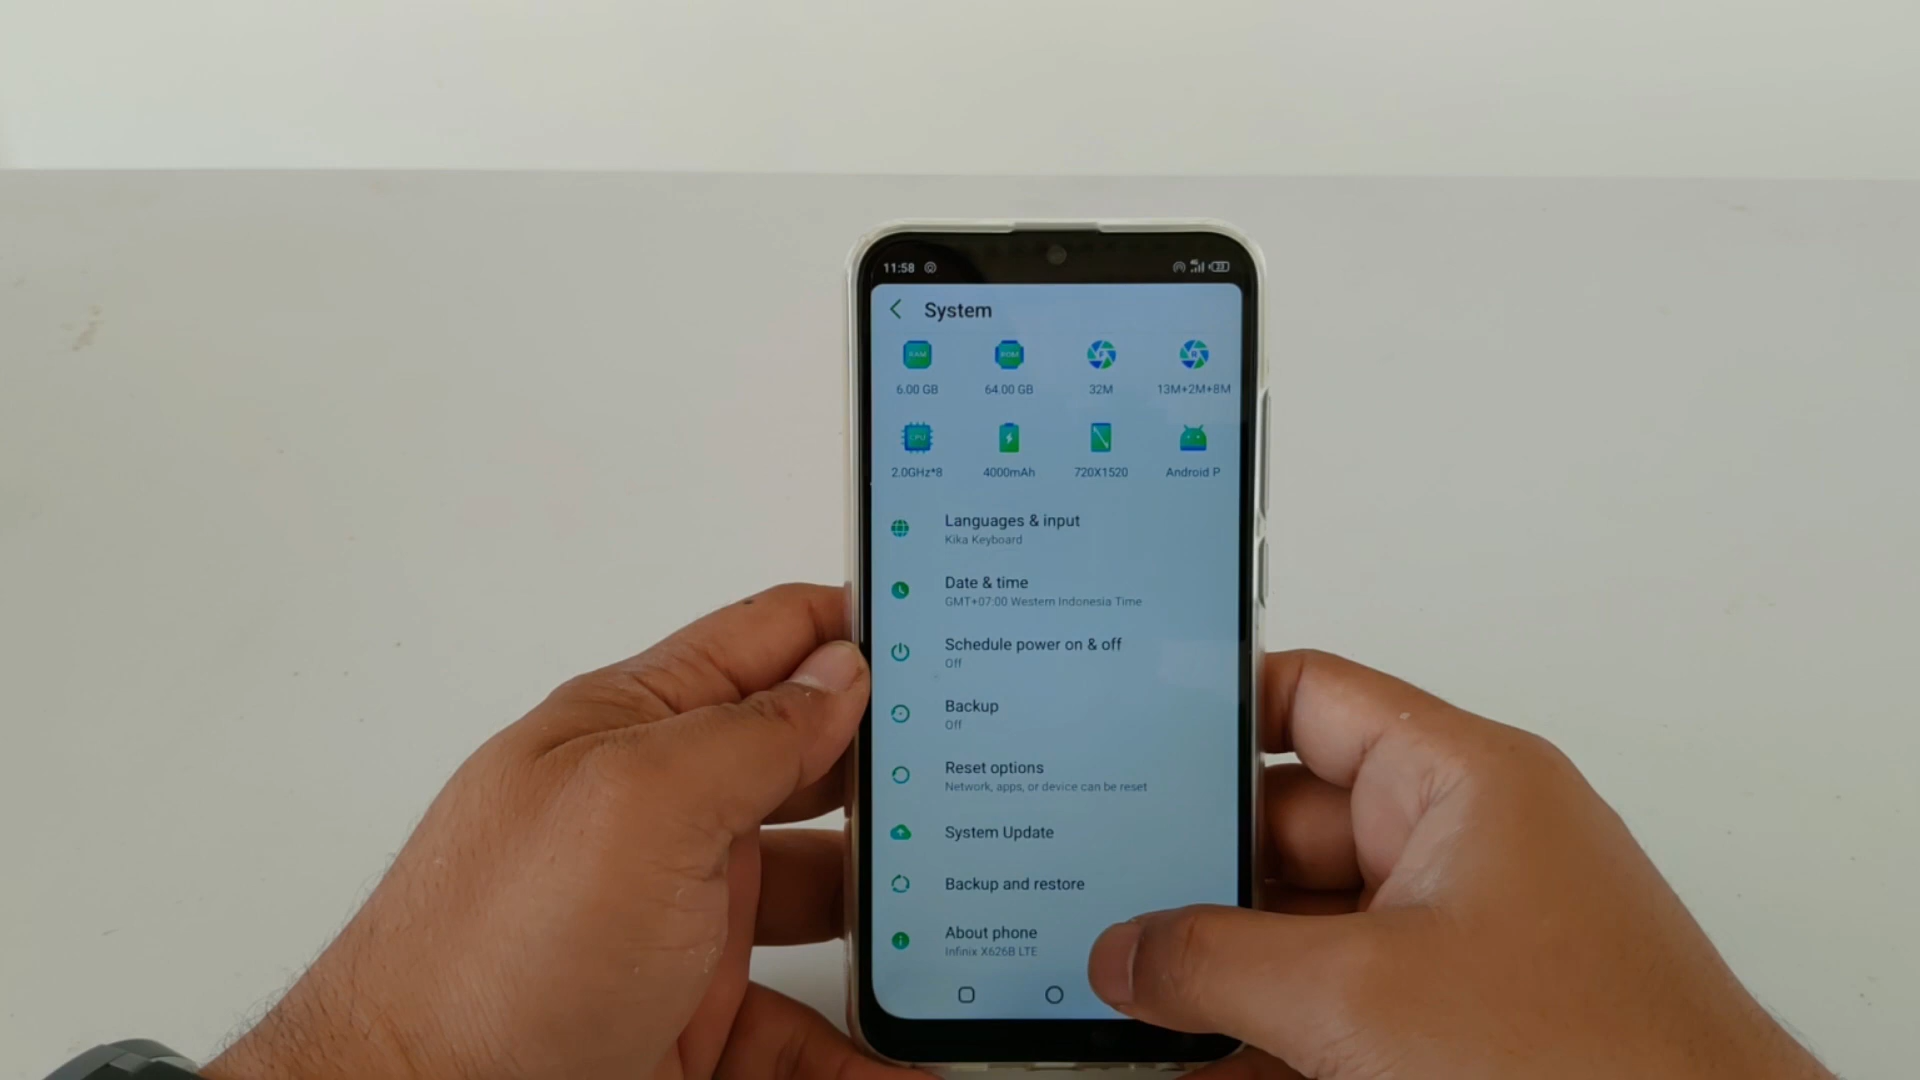 11:58
System
RAM
ROM
6.00 GB
64.00 GB
32M
13M+2M+8M
CPU
2.0GHz*8
4000mAh
720X1520
Android P
Languages & input
Kika Keyboard
Date & time
GMT+07:00 Western Indonesia Time
Schedule power on & off
Off
Backup
Off
Reset options
Network, apps, or device can be reset
System Update
Backup and restore
About phone
Infinix X626B LTE